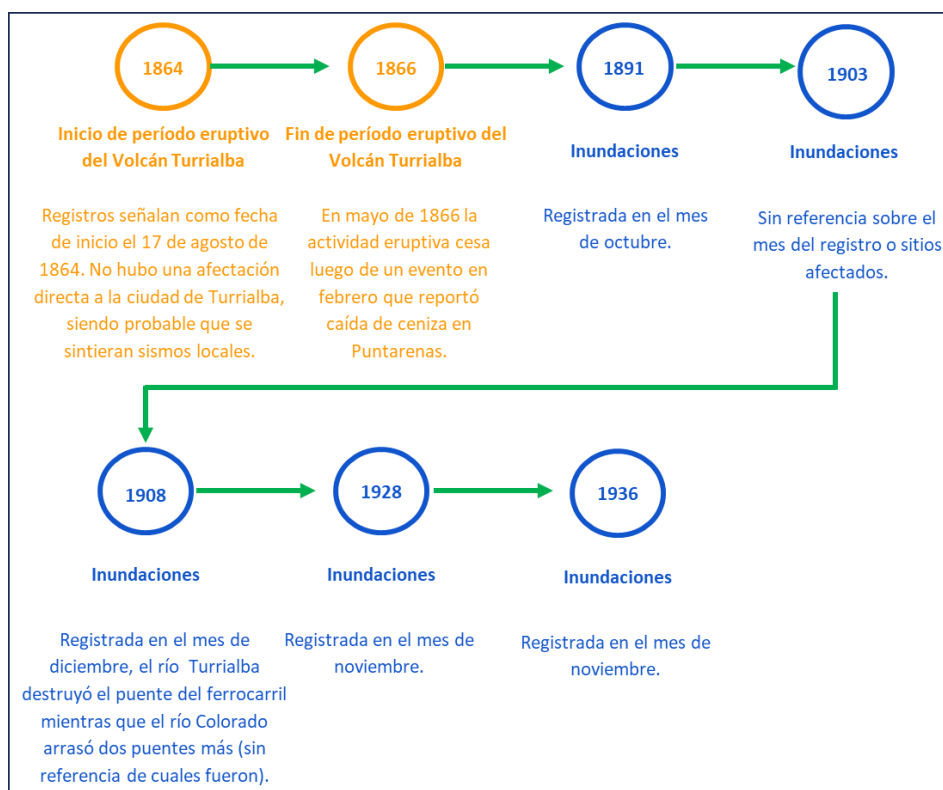 1864
1866
1891
1903
Inicio de período eruptivo
del Volcán Turrialba
Fin de período eruptivo del
Volcán Turrialba
Inundaciones
Inundaciones
Registros señalan como fecha
de inicio el 17 de agosto de
1864. No hubo una afectación
directa a la ciudad de Turrialba,
siendo probable que se
sintieran sismos locales.
En mayo de 1866 la
actividad eruptiva cesa
luego de un evento en
febrero que reportó
caída de ceniza en
Puntarenas.
Registrada en el mes
de octubre.
Sin referencia sobre el
mes del registro o sitios
afectados.
1908
1928
1936
Inundaciones
Inundaciones
Inundaciones
Registrada en el mes de
diciembre, el río Turrialba
destruyó el puente del ferrocarril
mientras que el río Colorado
arrasó dos puentes más (sin
referencia de cuales fueron).
Registrada en el mes de
noviembre.
Registrada en el mes de
noviembre.